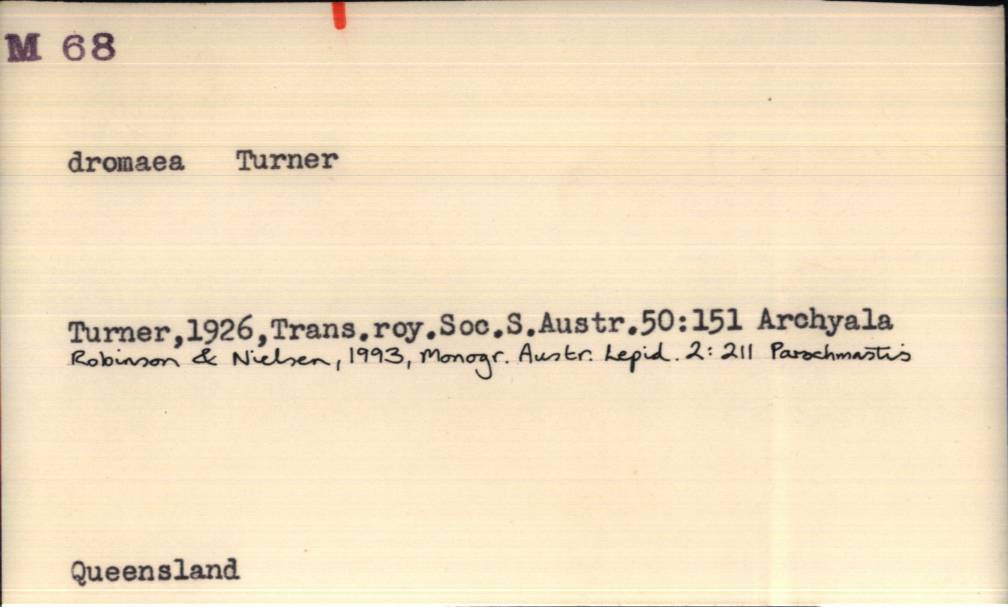 M 68
dromaea Turner
Turner,1926,Trans.roy.Soc.S.Austr.50:151 Archyala
Robinson & Nielsen, 1993, Monogr. Austr. Lepid. 2: 211 Parochmastis
Queensland